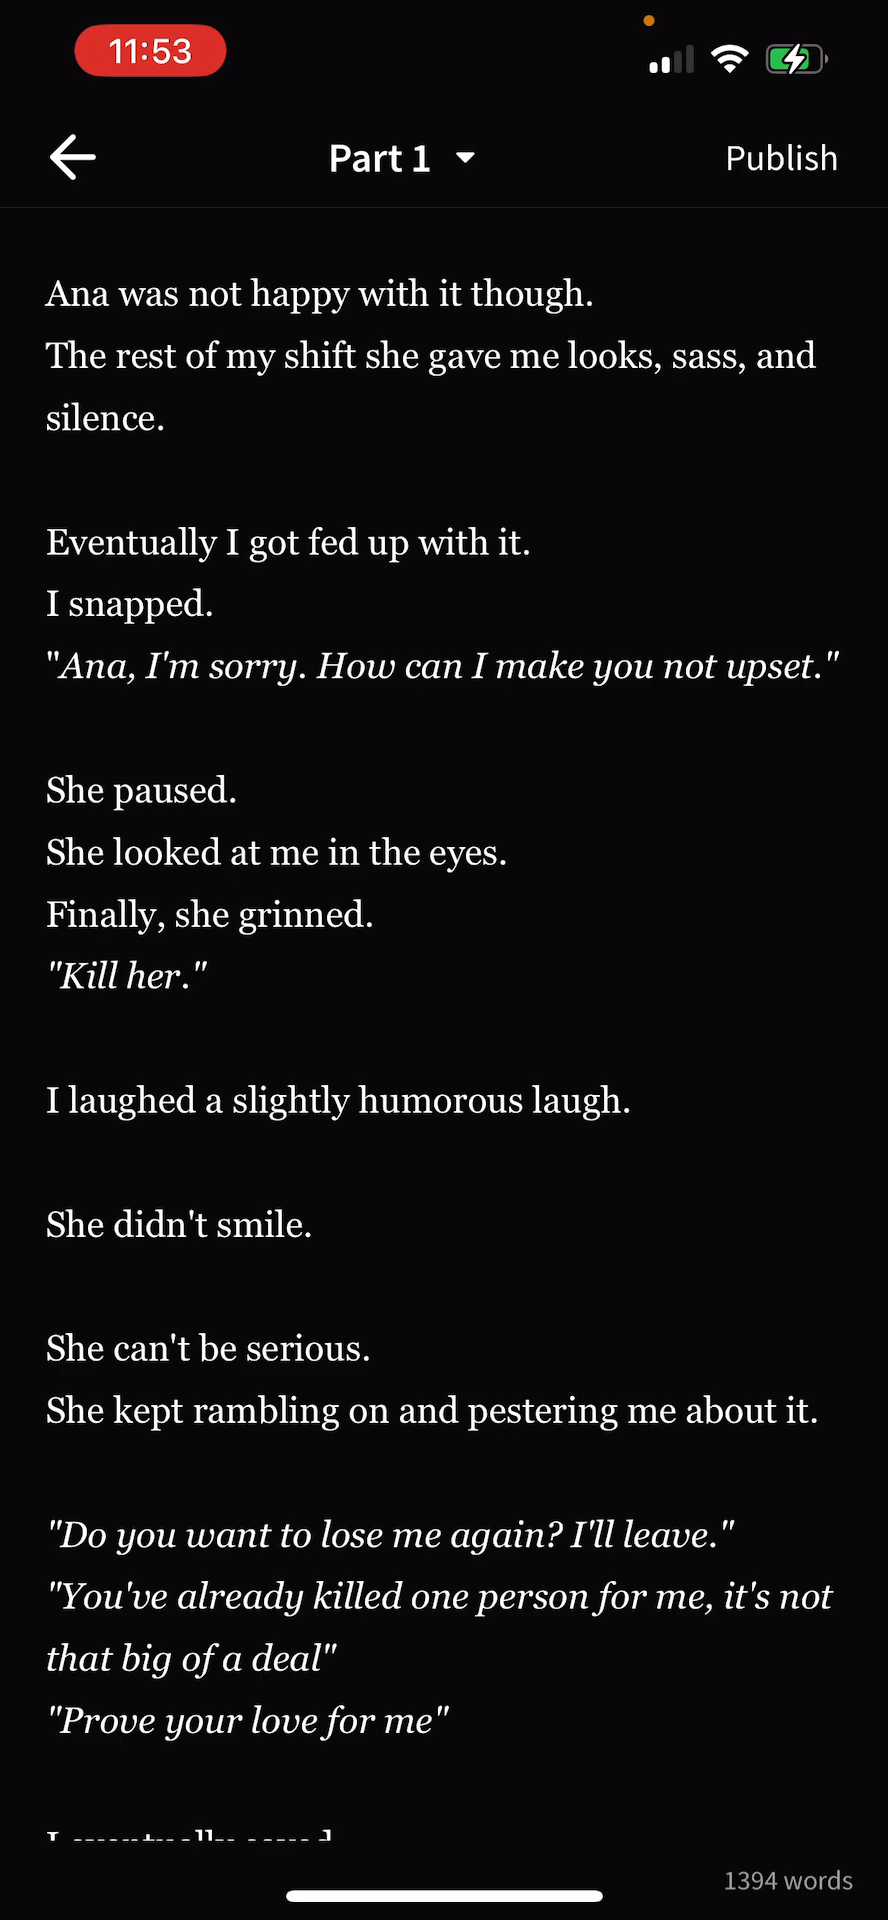 11:53
Part 1
Publish
Ana was not happy with it though.
The rest of my shift she gave me looks, sass, and
silence.
Eventually I got fed up with it.
I snapped.
"Ana, I'm sorry. How can I make you not upset."
She paused.
She looked at me in the eyes.
Finally, she grinned.
"Kill her."
I laughed a slightly humorous laugh.
She didn't smile.
She can't be serious.
She kept rambling on and pestering me about it.
"Do you want to lose me again? I'll leave."
"You've already killed one person for me, it's not
that big of a deal"
"Prove your love for me"
I eventually
1394 words